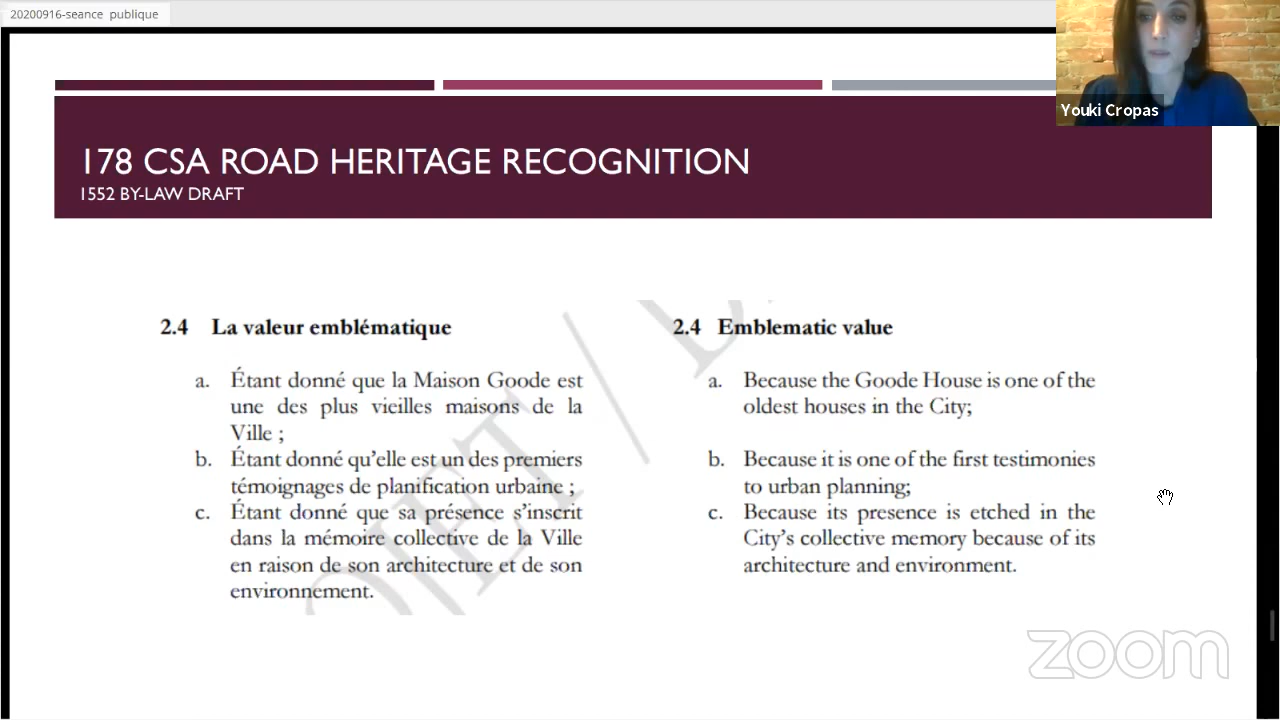 20200916-seance publique
Youki Cropas
178 CSA ROAD HERITAGE RECOGNITION
1552 BY-LAW DRAFT
2.4 La valeur emblématique
a. Étant donné que la Maison Goode est
une des plus vieilles maisons de la
Ville ;
b. Étant donné qu'elle est un des premiers
témoignages de planification urbaine ;
c. Étant donné que sa présence s'inscrit
dans la mémoire collective de la Ville
en raison de son architecture et de son
environnement.
2.4 Emblematic value
a. Because the Goode House is one of the
oldest houses in the City;
b. Because it is one of the first testimonies
to urban planning;
c. Because its presence is etched in the
City's collective memory because of its
architecture and environment.
zoom